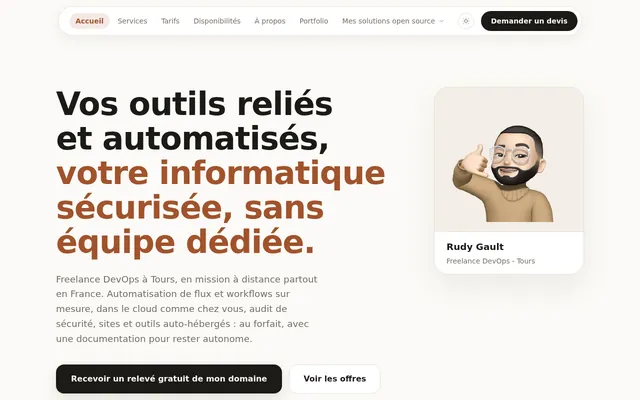 Accueil Services Tarifs Disponibilités À propos Portfolio Mes solutions open source Demander un devis
Vos outils reliés
et automatisés,
votre informatique
sécurisée, sans
équipe dédiée.
Freelance DevOps à Tours, en mission à distance partout
en France. Automatisation de flux et workflows sur
mesure, dans le cloud comme chez vous, audit de
sécurité, sites et outils auto-hébergés : au forfait, avec
une documentation pour rester autonome.
Recevoir un relevé gratuit de mon domaine Voir les offres
Rudy Gault
Freelance DevOps - Tours